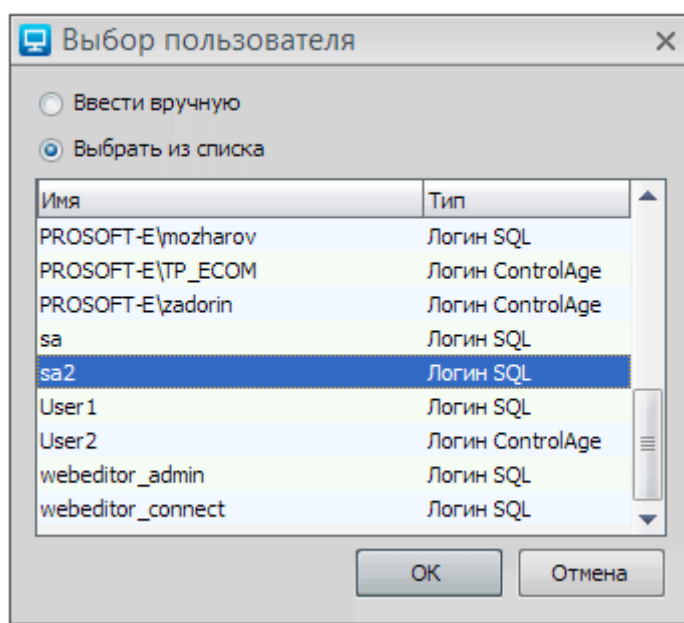 Выбор пользователя
Ввести вручную
Выбрать из списка
Имя Тип
PROSOFT-E\mozharov Логин SQL
PROSOFT-E\TP_ECOM Логин ControlAge
PROSOFT-E\zadorin Логин ControlAge
sa Логин SQL
sa2 Логин SQL
User1 Логин SQL
User2 Логин ControlAge
webeditor_admin Логин SQL
webeditor_connect Логин SQL
OK Отмена